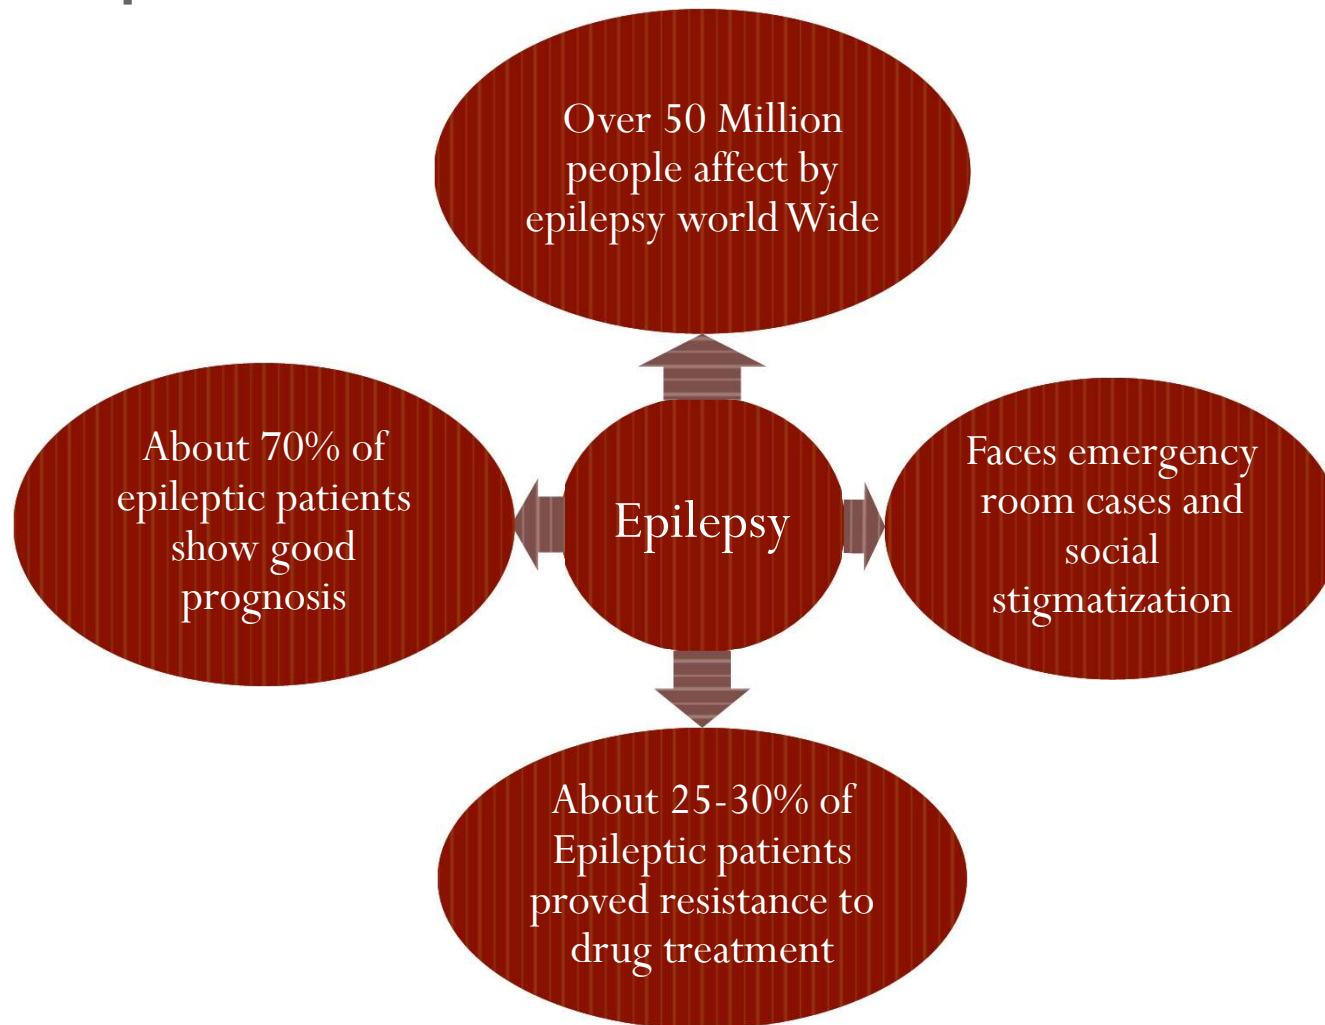 Over 50 Million
people affect by
epilepsy world Wide
About 70% of
epileptic patients
show good
prognosis
Epilepsy
Faces emergency
room cases and
social
stigmatization
About 25-30% of
Epileptic patients
proved resistance to
drug treatment